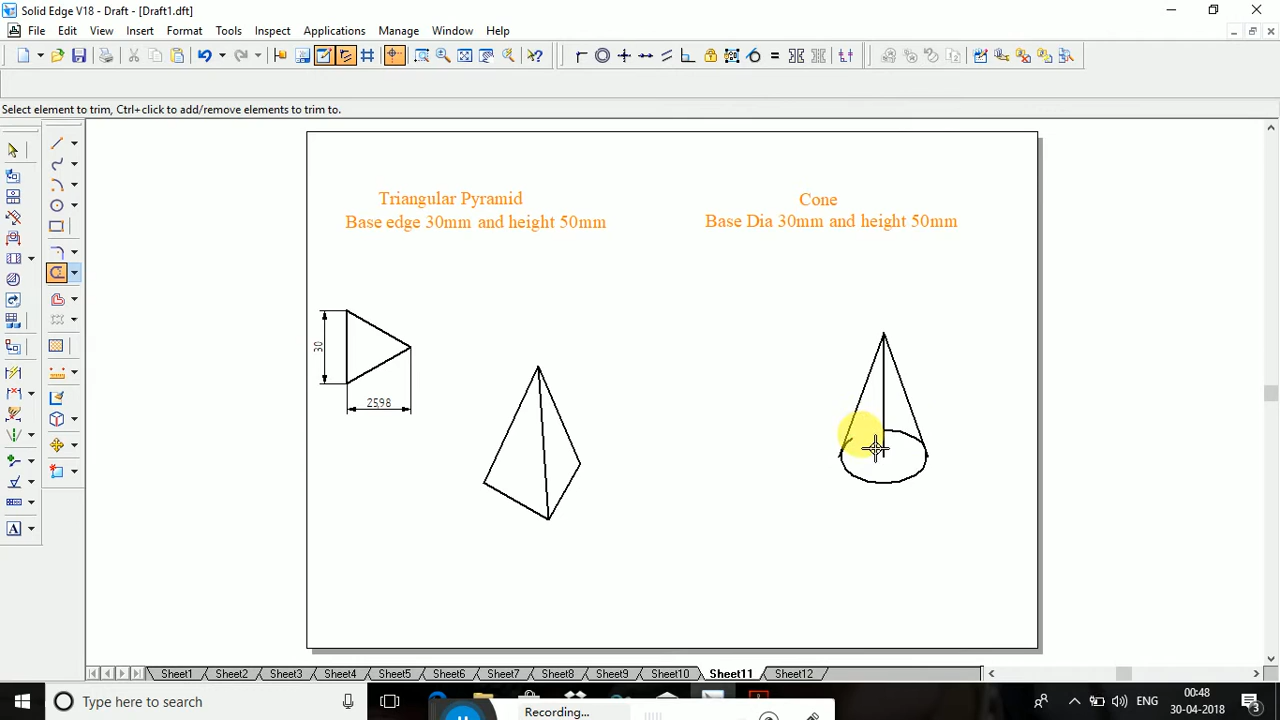 Solid Edge V18 - Draft - [Draft1.dft]
File Edit View Insert Format Tools Inspect Applications Manage Window Help
Select element to trim, Ctrl+click to add/remove elements to trim to.
Triangular Pyramid
Base edge 30mm and height 50mm
Cone
Base Dia 30mm and height 50mm
30
25,98
Sheet1 Sheet2 Sheet3 Sheet4 Sheet5 Sheet6 Sheet7 Sheet8 Sheet9 Sheet10 Sheet11 Sheet12
Type here to search
Recording...
ENG
00:48
30-04-2018
3